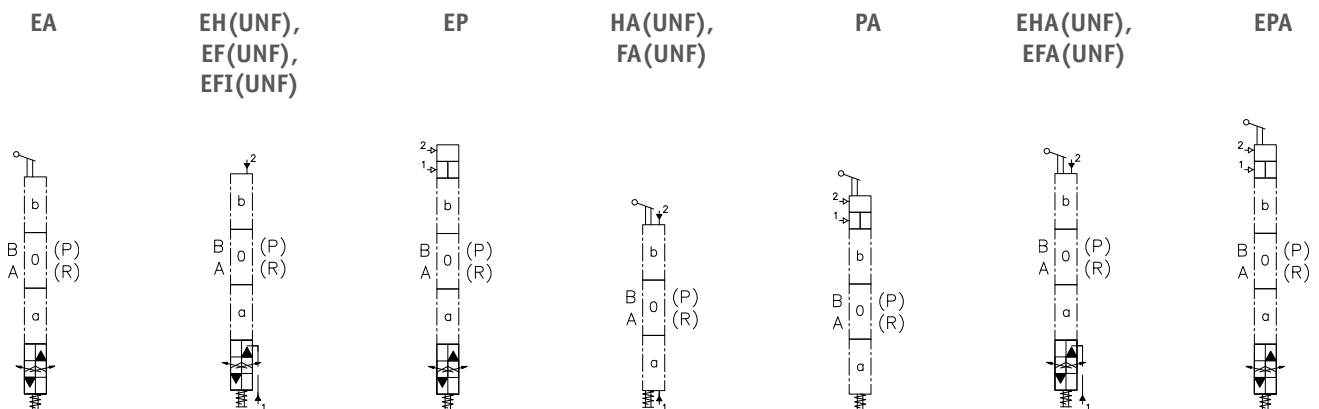 EA
EH(UNF),
EF(UNF),
EFI(UNF)
EP
HA(UNF),
FA(UNF)
PA
EHA(UNF),
EFA(UNF)
EPA
b
B
A
0
(P)
(R)
a
2
b
B
A
0
(P)
(R)
a
1
2
1
b
B
A
0
(P)
(R)
a
2
b
B
A
0
(P)
(R)
a
1
2
1
b
B
A
0
(P)
(R)
a
2
b
B
A
0
(P)
(R)
a
1
2
1
b
B
A
0
(P)
(R)
a